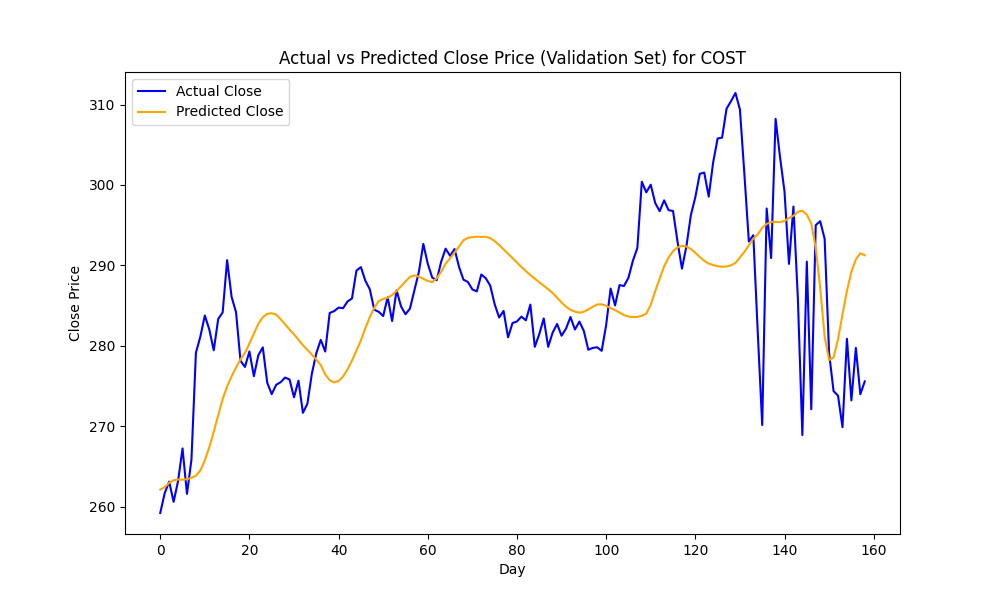 Actual vs Predicted Close Price (Validation Set) for COST
Actual Close
Predicted Close
Close Price
310
300
290
280
270
260
0 20 40 60 80 100 120 140 160
Day